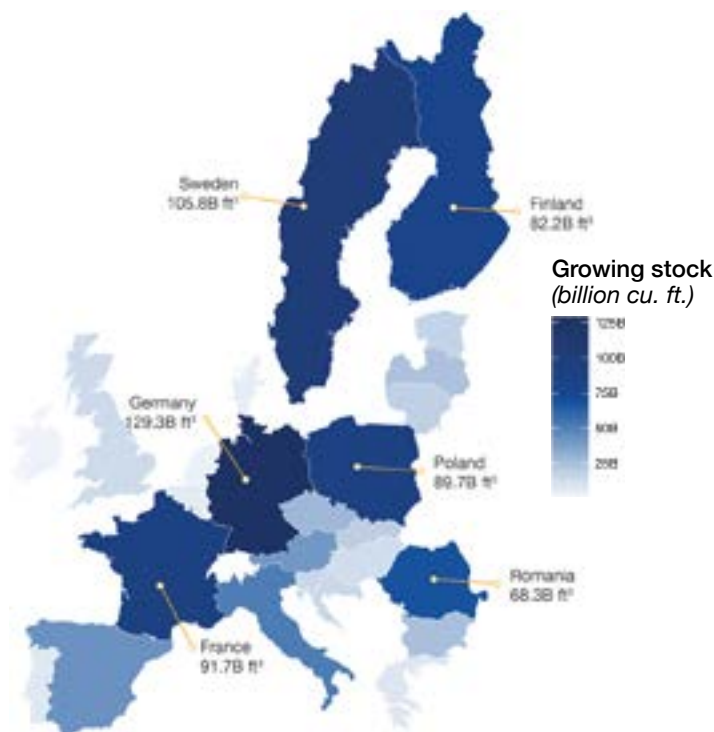 Sweden
105.8B ft³
Finland
82.2B ft³
Growing stock
(billion cu. ft.)
125B
100B
75B
50B
25B
Germany
129.3B ft³
Poland
89.7B ft³
Romania
68.3B ft³
France
91.7B ft³